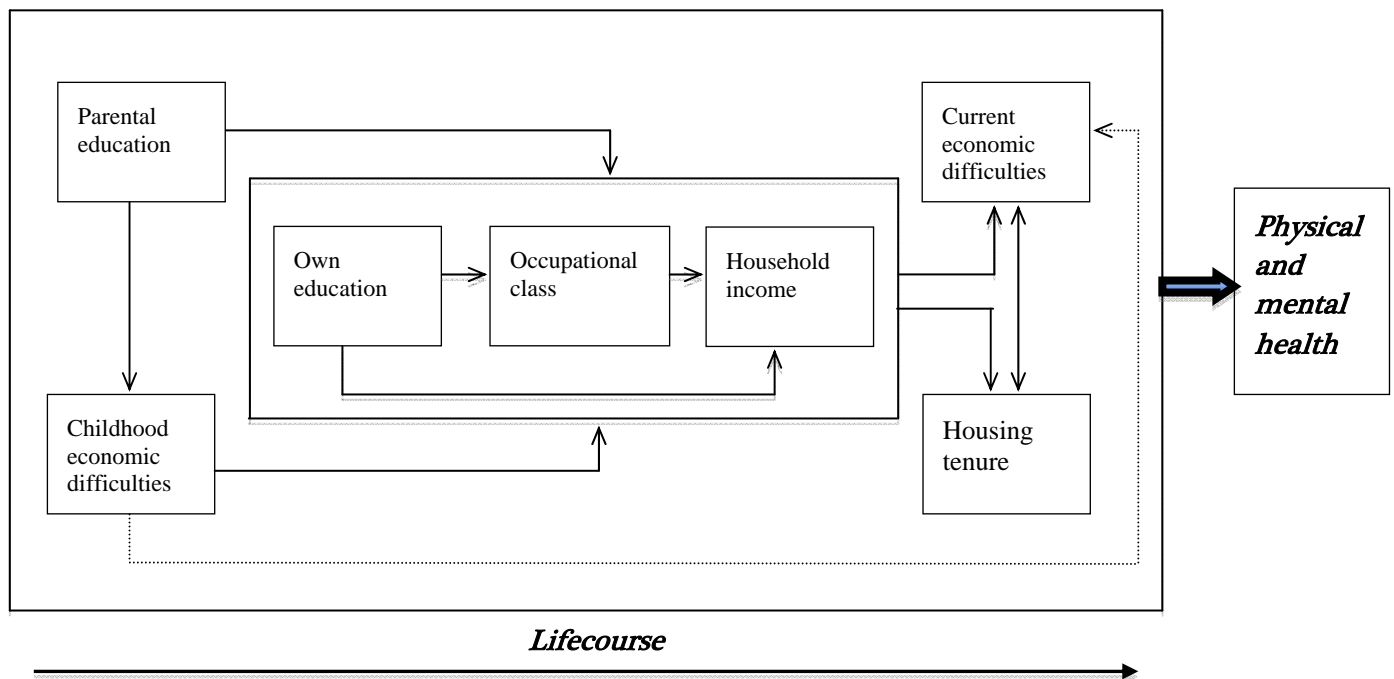 Parental
education
Current
economic
difficulties
Own
education
Occupational
class
Household
income
Physical
and
mental
health
Childhood
economic
difficulties
Housing
tenure
Lifecourse